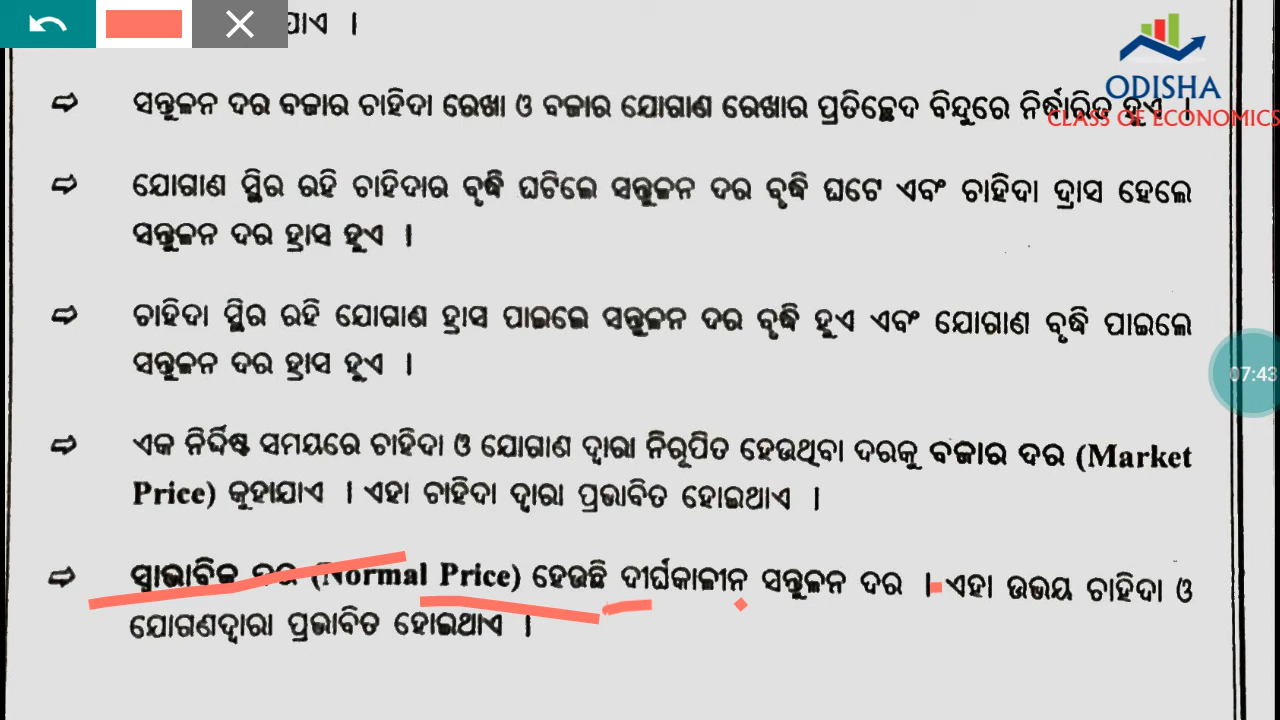 ପାଏ ।
ODISHA
CLASS OF ECONOMICS
➩ ସନ୍ତୁଳନ ଦର ବଜାର ଚାହିଦା ରେଖା ଓ ବଜାର ଯୋଗାଣ ରେଖାର ପ୍ରତିଚ୍ଛେଦ ବିନ୍ଦୁରେ ନିର୍ଦ୍ଧାରିତ ହୁଏ ।
➩ ଯୋଗାଣ ସ୍ଥିର ରହି ଚାହିଦାର ବୃଦ୍ଧି ଘଟିଲେ ସନ୍ତୁଳନ ଦର ବୃଦ୍ଧି ଘଟେ ଏବଂ ଚାହିଦା ହ୍ରାସ ହେଲେ
ସନ୍ତୁଳନ ଦର ହ୍ରାସ ହୁଏ ।
➩ ଚାହିଦା ସ୍ଥିର ରହି ଯୋଗାଣ ହ୍ରାସ ପାଇଲେ ସନ୍ତୁଳନ ଦର ବୃଦ୍ଧି ହୁଏ ଏବଂ ଯୋଗାଣ ବୃଦ୍ଧି ପାଇଲେ
ସନ୍ତୁଳନ ଦର ହ୍ରାସ ହୁଏ ।
➩ ଏକ ନିର୍ଦ୍ଦିଷ୍ଟ ସମୟରେ ଚାହିଦା ଓ ଯୋଗାଣ ଦ୍ୱାରା ନିରୂପିତ ହେଉଥିବା ଦରକୁ ବଜାର ଦର (Market
Price) କୁହାଯାଏ । ଏହା ଚାହିଦା ଦ୍ୱାରା ପ୍ରଭାବିତ ହୋଇଥାଏ ।
➩ ସ୍ୱାଭାବିକ ଦର (Normal Price) ହେଉଛି ଦୀର୍ଘକାଳୀନ ସନ୍ତୁଳନ ଦର । ଏହା ଉଭୟ ଚାହିଦା ଓ
ଯୋଗଣଦ୍ୱାରା ପ୍ରଭାବିତ ହୋଇଥାଏ ।
07:43